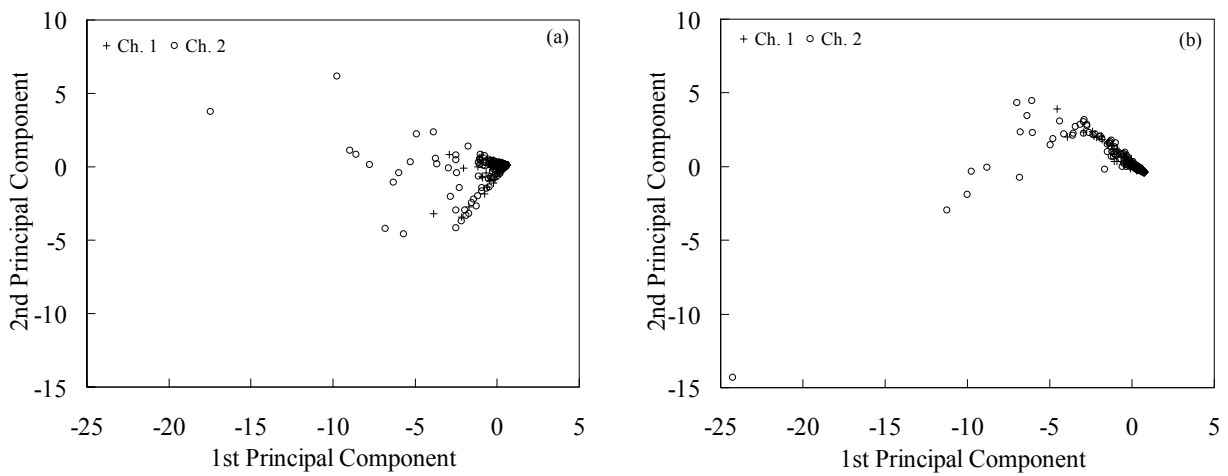 10
5
0
-5
-10
-15
2nd Principal Component
+ Ch. 1 ○ Ch. 2
(a)
-25 -20 -15 -10 -5 0 5
1st Principal Component
10
5
0
-5
-10
-15
2nd Principal Component
+ Ch. 1 ○ Ch. 2
(b)
-25 -20 -15 -10 -5 0 5
1st Principal Component